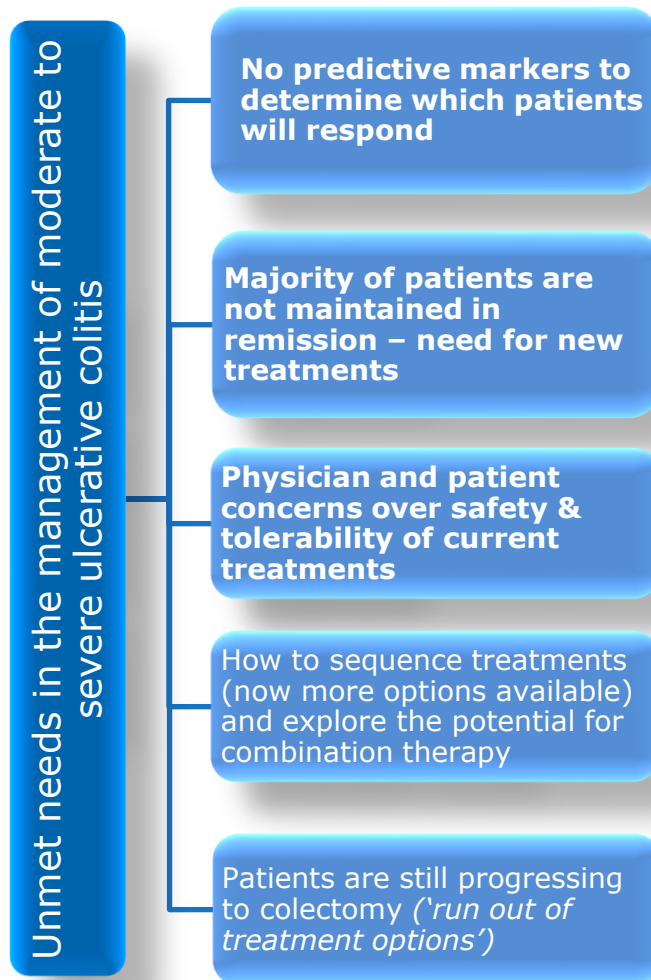 Unmet needs in the management of moderate to
severe ulcerative colitis
No predictive markers to
determine which patients
will respond
Majority of patients are
not maintained in
remission – need for new
treatments
Physician and patient
concerns over safety &
tolerability of current
treatments
How to sequence treatments
(now more options available)
and explore the potential for
combination therapy
Patients are still progressing
to colectomy (‘run out of
treatment options’)